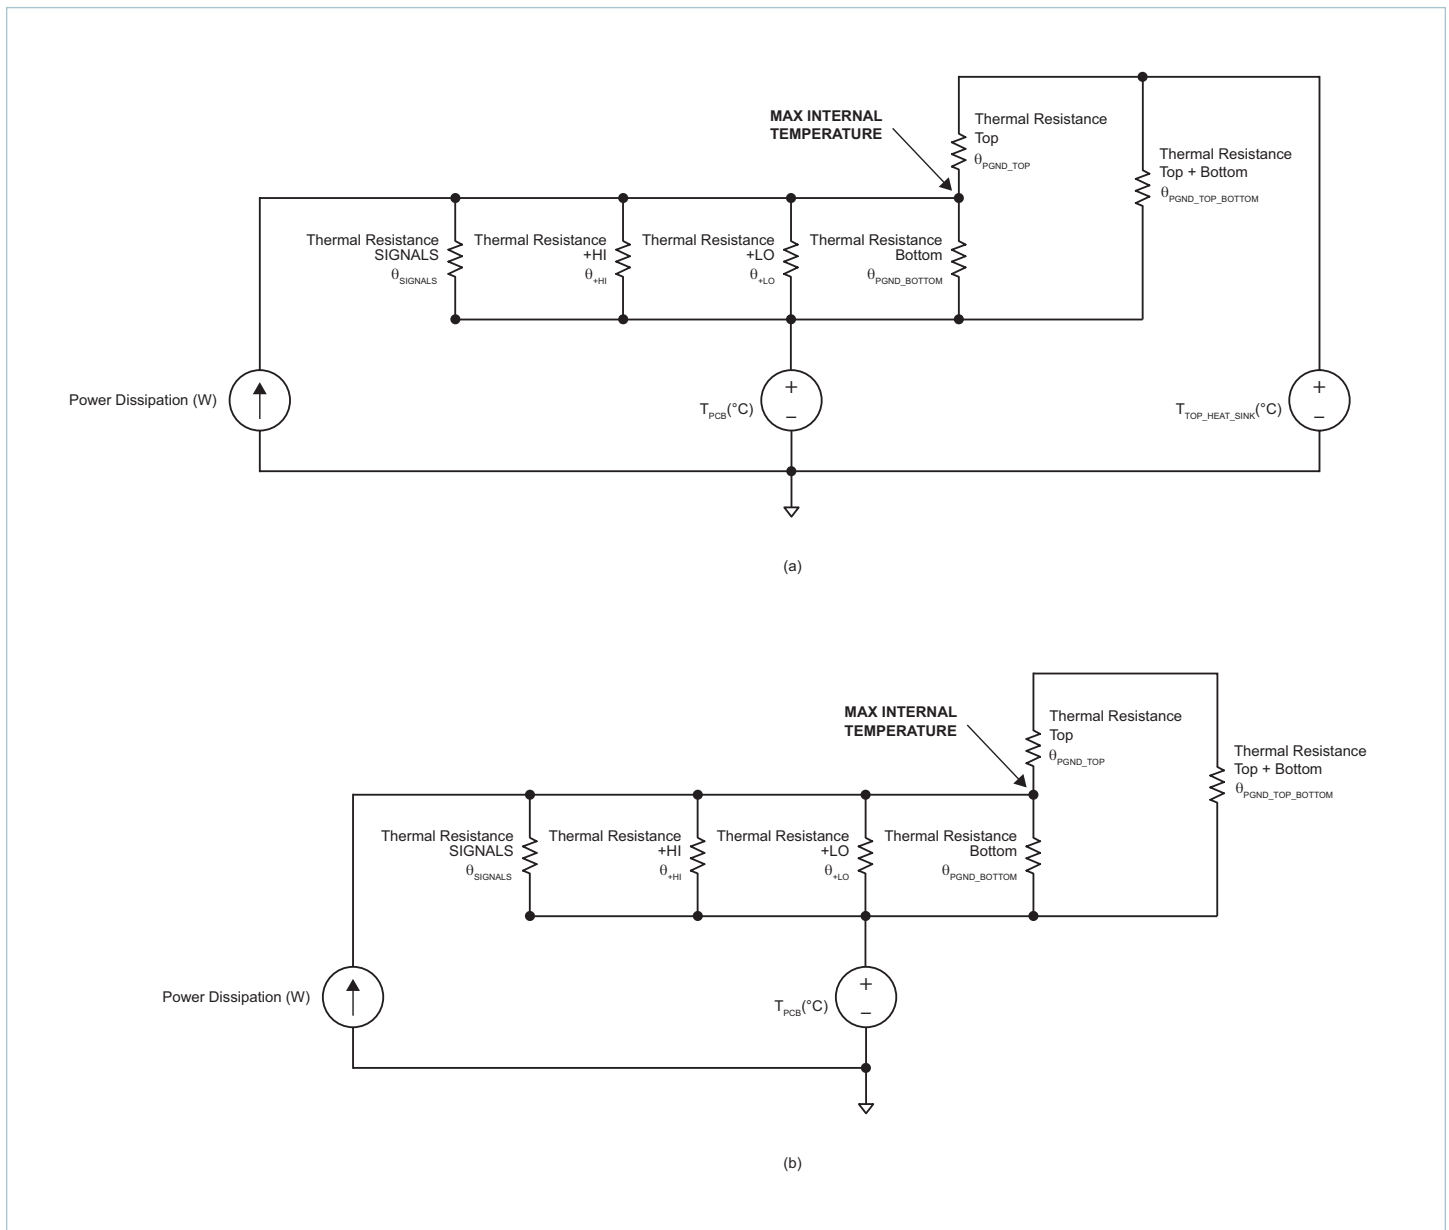 MAX INTERNAL
TEMPERATURE
Thermal Resistance
Top
θPGND_TOP
Thermal Resistance
Top + Bottom
θPGND_TOP_BOTTOM
Thermal Resistance
SIGNALS
θSIGNALS
Thermal Resistance
+HI
θ+HI
Thermal Resistance
+LO
θ+LO
Thermal Resistance
Bottom
θPGND_BOTTOM
Power Dissipation (W)
+
−
TPCB(°C)
+
−
TTOP_HEAT_SINK(°C)
(a)
MAX INTERNAL
TEMPERATURE
Thermal Resistance
Top
θPGND_TOP
Thermal Resistance
Top + Bottom
θPGND_TOP_BOTTOM
Thermal Resistance
SIGNALS
θSIGNALS
Thermal Resistance
+HI
θ+HI
Thermal Resistance
+LO
θ+LO
Thermal Resistance
Bottom
θPGND_BOTTOM
Power Dissipation (W)
+
−
TPCB(°C)
(b)